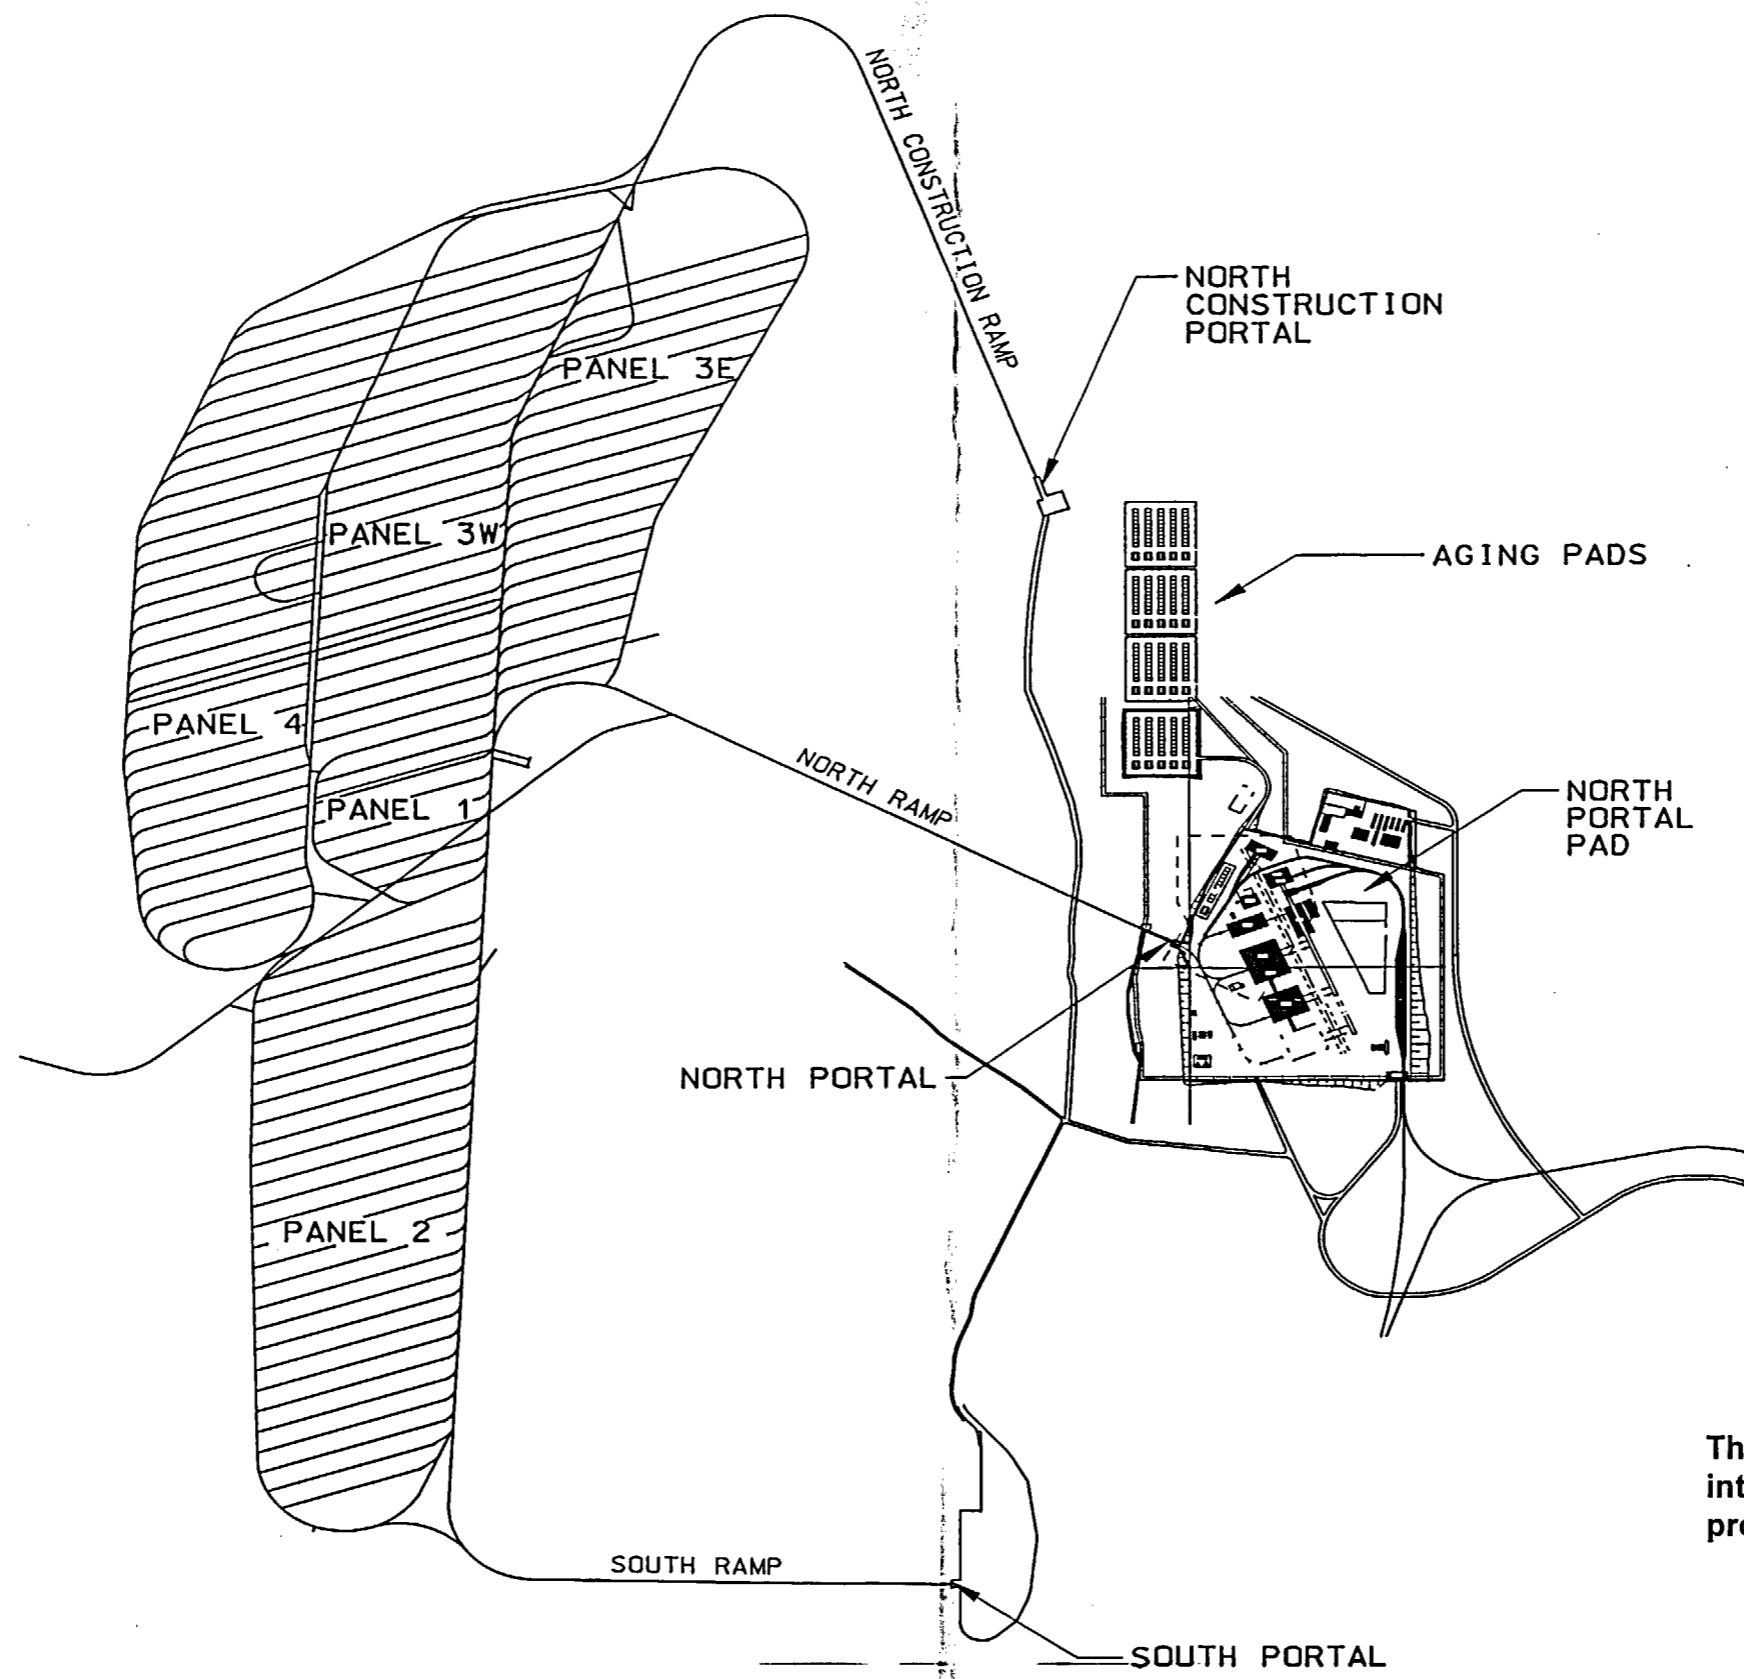 NORTH CONSTRUCTION RAMP
NORTH
CONSTRUCTION
PORTAL
PANEL 3E
PANEL 3W
AGING PADS
PANEL 4
NORTH RAMP
PANEL 1
NORTH
PORTAL
PAD
NORTH PORTAL
PANEL 2
Th
int
pro
SOUTH RAMP
SOUTH PORTAL